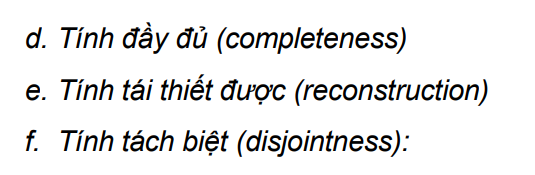 d. Tính đầy đủ (completeness)
e. Tính tái thiết được (reconstruction)
f. Tính tách biệt (disjointness):